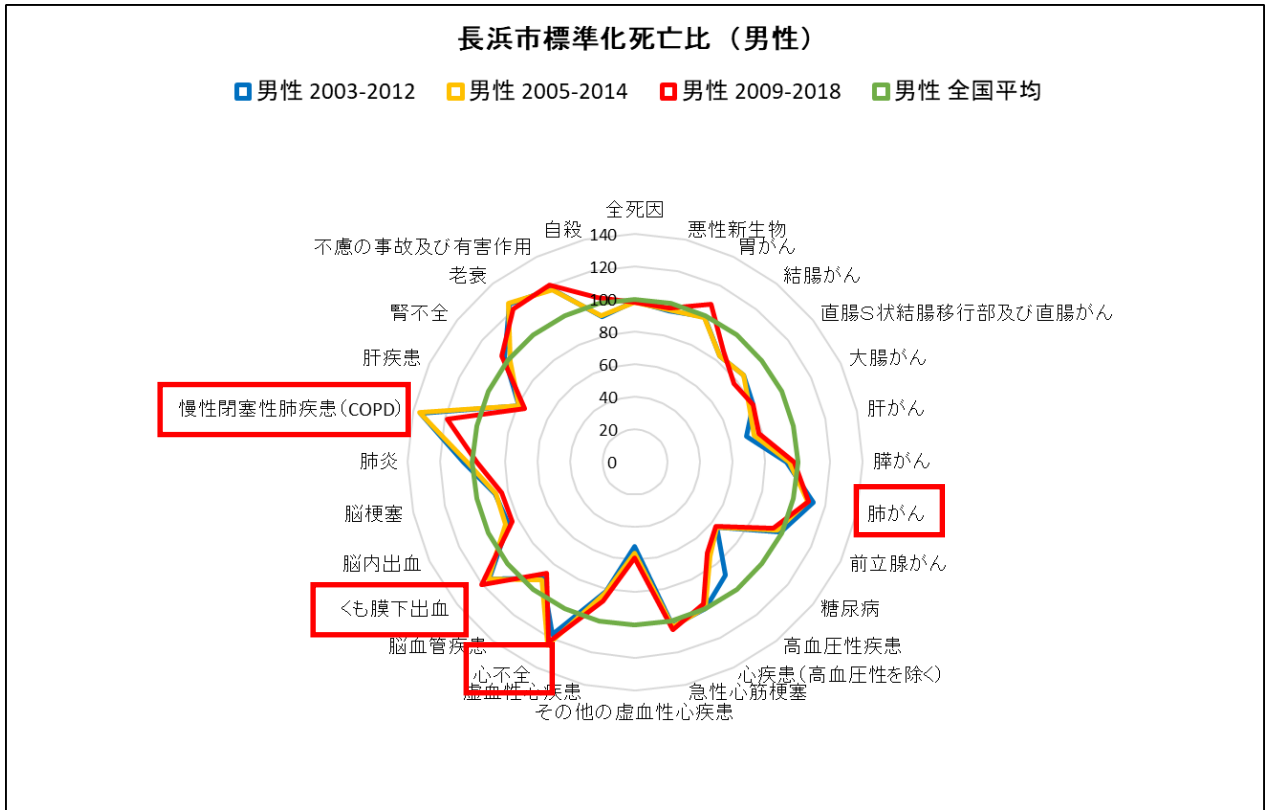 長浜市標準化死亡比（男性）
男性 2003-2012 男性 2005-2014 男性 2009-2018 男性 全国平均
全死因
悪性新生物
胃がん
結腸がん
直腸S状結腸移行部及び直腸がん
大腸がん
肝がん
膵がん
肺がん
前立腺がん
糖尿病
高血圧性疾患
心疾患(高血圧性を除く)
急性心筋梗塞
その他の虚血性心疾患
虚血性心疾患
心不全
脳血管疾患
くも膜下出血
脳内出血
脳梗塞
肺炎
慢性閉塞性肺疾患(COPD)
肝疾患
腎不全
老衰
不慮の事故及び有害作用
自殺
140
120
100
80
60
40
20
0